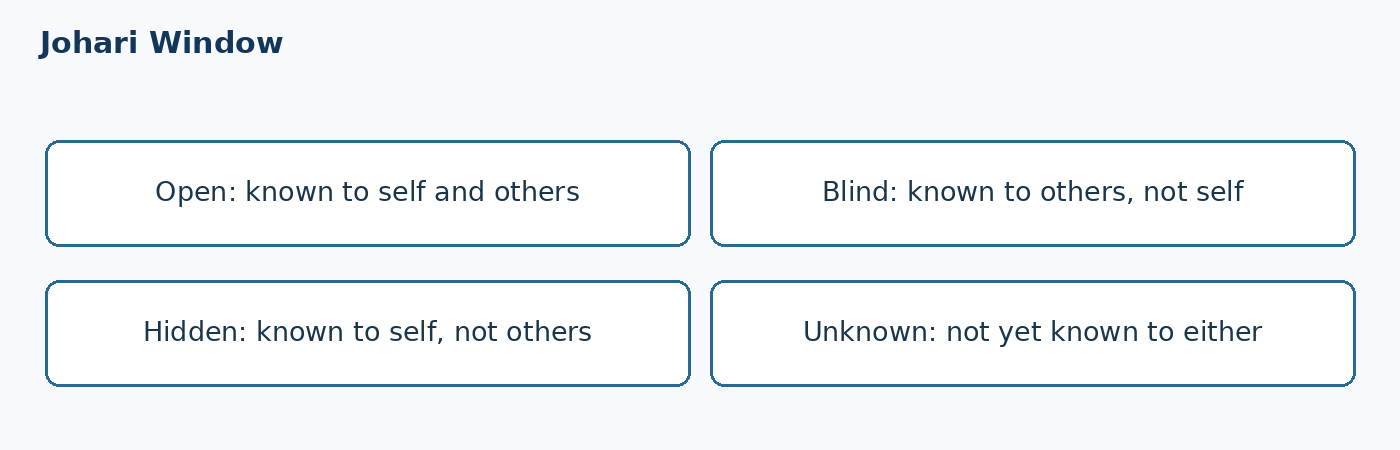 Johari Window
Open: known to self and others
Blind: known to others, not self
Hidden: known to self, not others
Unknown: not yet known to either